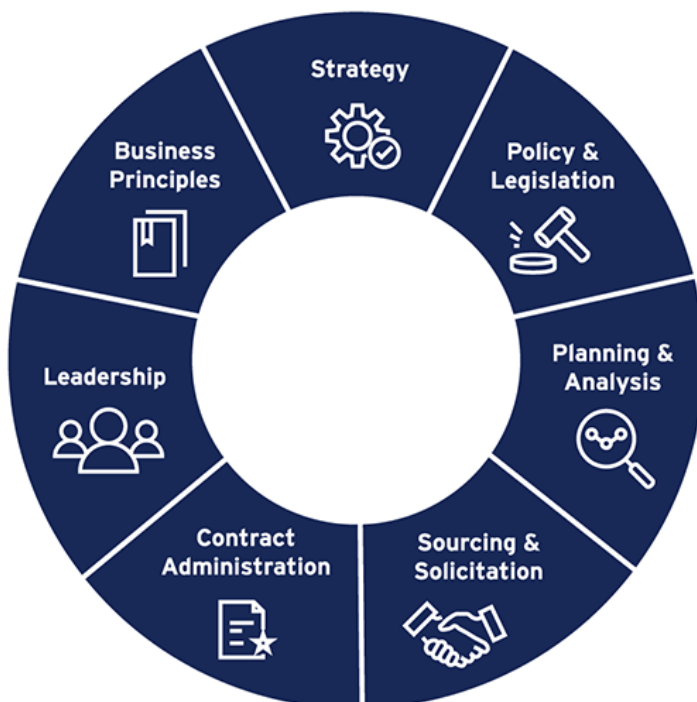 Strategy
Policy &
Legislation
Planning &
Analysis
Sourcing &
Solicitation
Contract
Administration
Leadership
Business
Principles